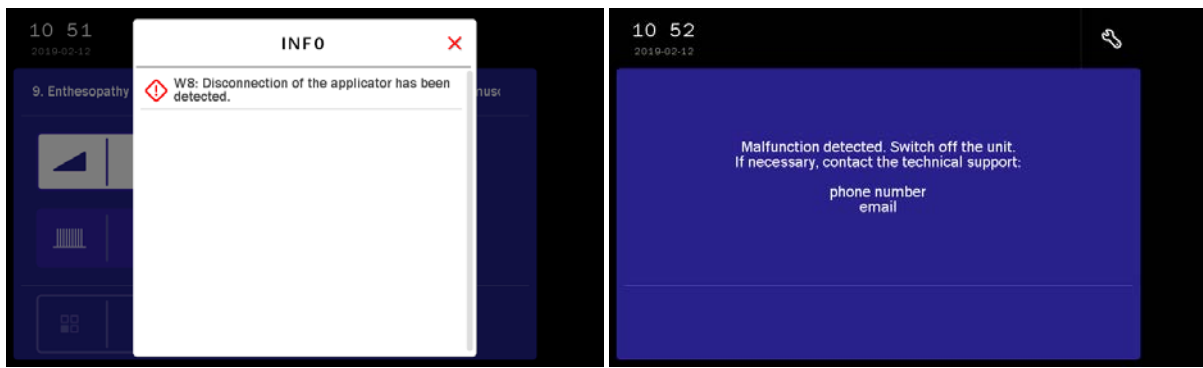 10 51
2019-02-12
INFO
9. Enthesopathy
W8: Disconnection of the applicator has been
detected.
10 52
2019-02-12
Malfunction detected. Switch off the unit.
If necessary, contact the technical support:
phone number
email